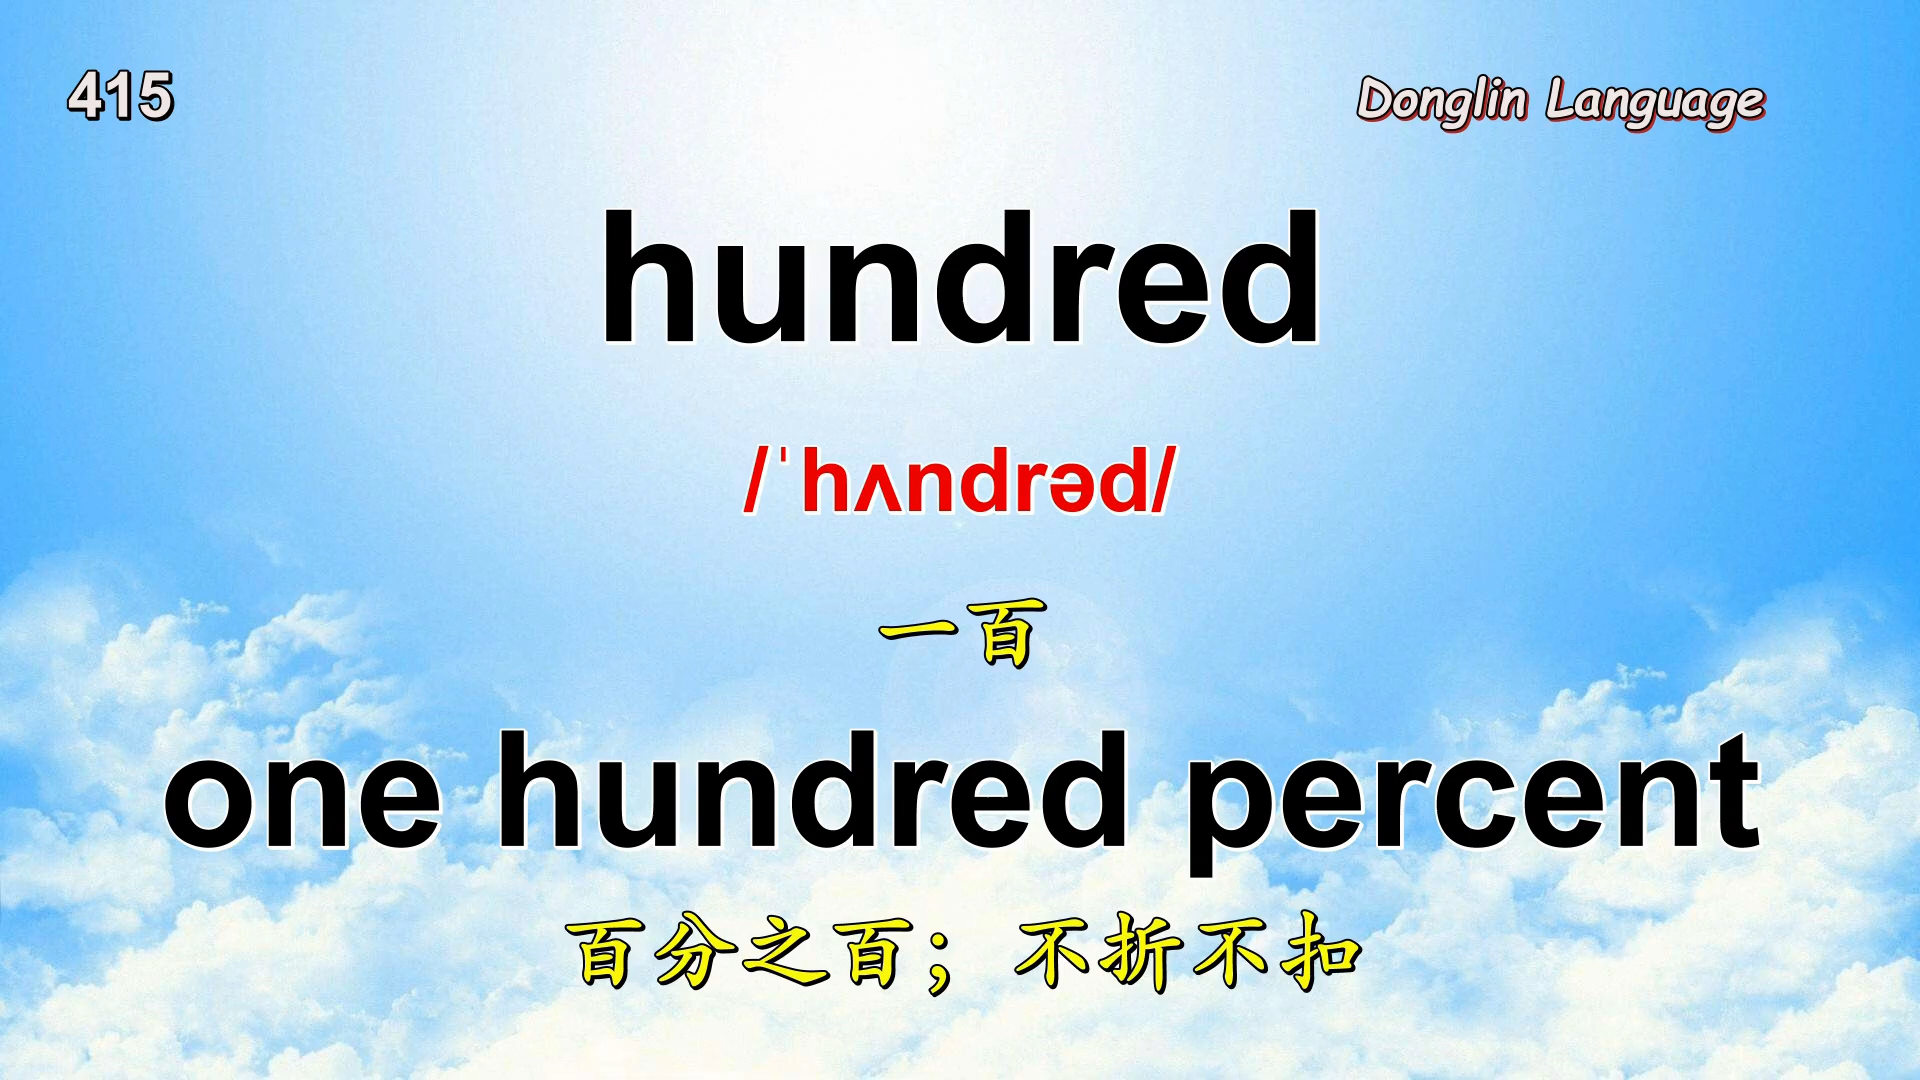 415
Donglin Language
hundred
/ˈhʌndrəd/
一百
one hundred percent
百分之百；不折不扣